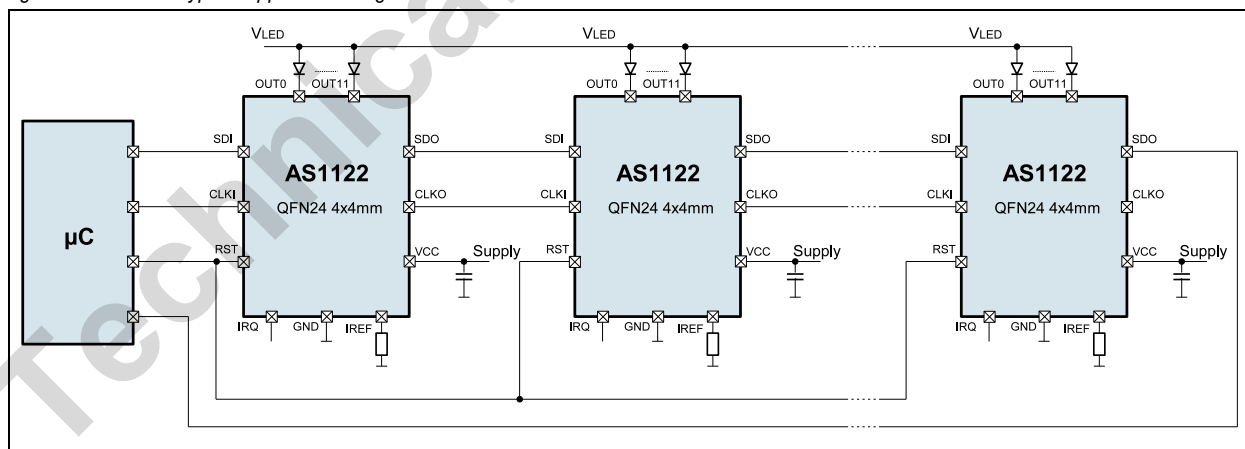 VLED VLED VLED
OUT0 OUT11 OUT0 OUT11 OUT0 OUT11
SDI SDO SDI SDO SDI SDO
AS1122 AS1122 AS1122
CLKI CLKO CLKI CLKO CLKI CLKO
QFN24 4x4mm QFN24 4x4mm QFN24 4x4mm
µC
RST VCC Supply RST VCC Supply RST VCC Supply
IRQ GND IREF IRQ GND IREF IRQ GND IREF
Technical